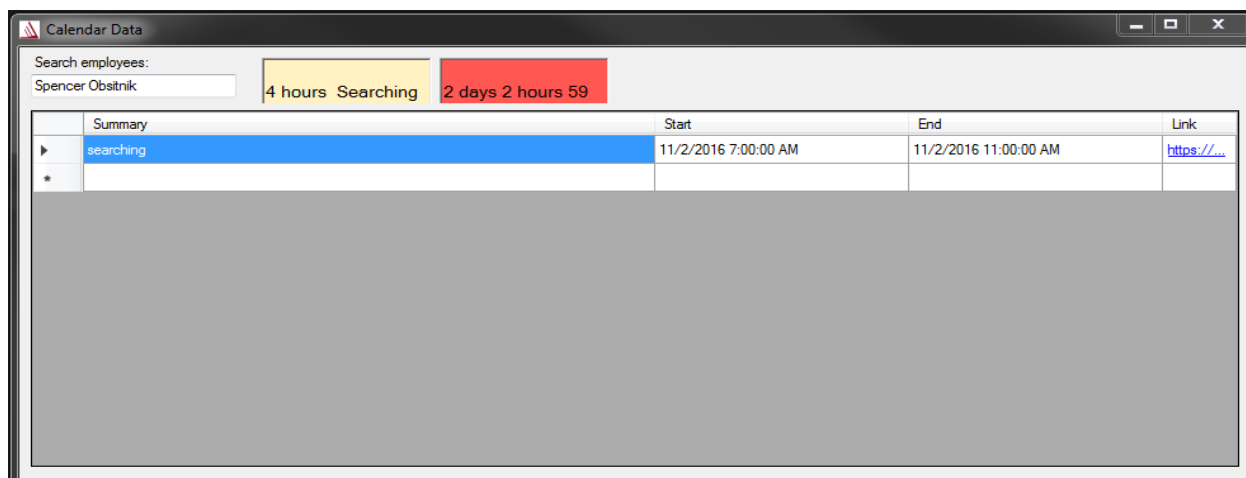 Calendar Data
Search employees:
Spencer Obsitnik
4 hours  Searching
2 days 2 hours 59
Summary Start End Link
searching 11/2/2016 7:00:00 AM 11/2/2016 11:00:00 AM https://...